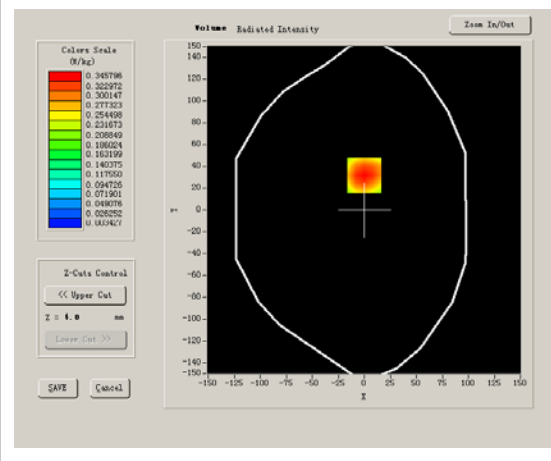 Volume Radiated Intensity
Zoom In/Out
Colors Scale
(W/kg)
0.345796
0.322972
0.300147
0.277323
0.254498
0.231673
0.208849
0.186024
0.163199
0.140375
0.117550
0.094726
0.071901
0.049076
0.026252
0.003427
Z-Cuts Control
<< Upper Cut
Z = 4.0 mm
Lower Cut >>
SAVE
Cancel
150
140
120
100
80
60
40
20
0
-20
-40
-60
-80
-100
-120
-140
-150
Y
-150 -125 -100 -75 -50 -25 0 25 50 75 100 125 150
X